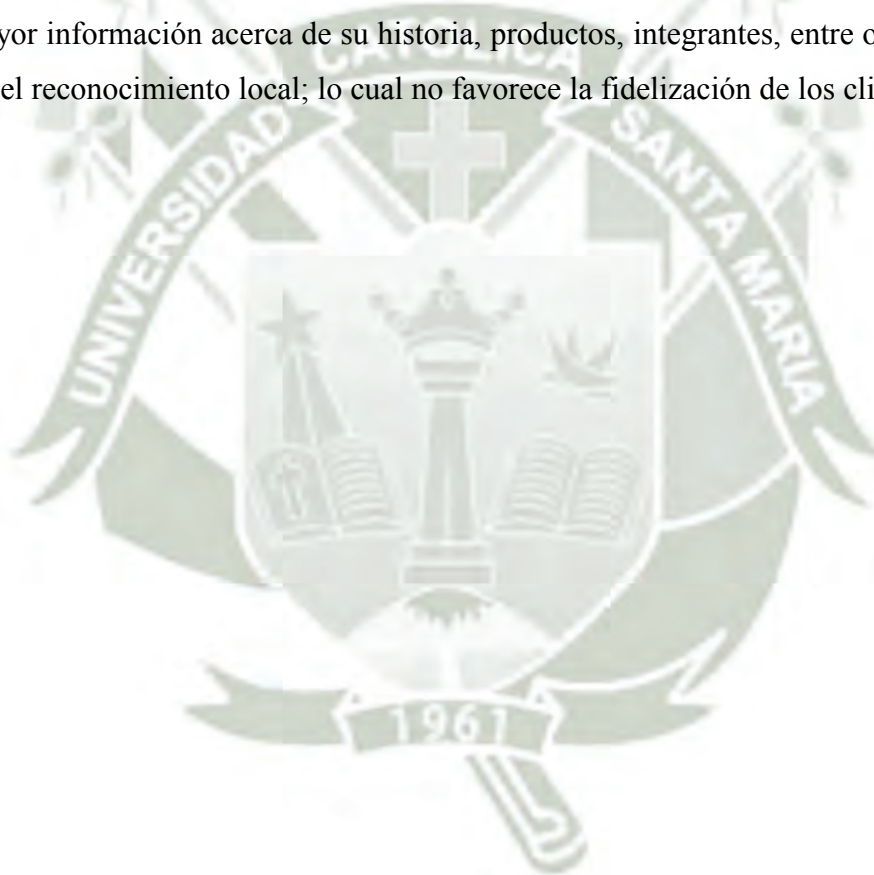 yor información acerca de su historia, productos, integrantes, entre o
el reconocimiento local; lo cual no favorece la fidelización de los cli
CATOLICA
UNIVERSIDAD
SANTA MARIA
1961